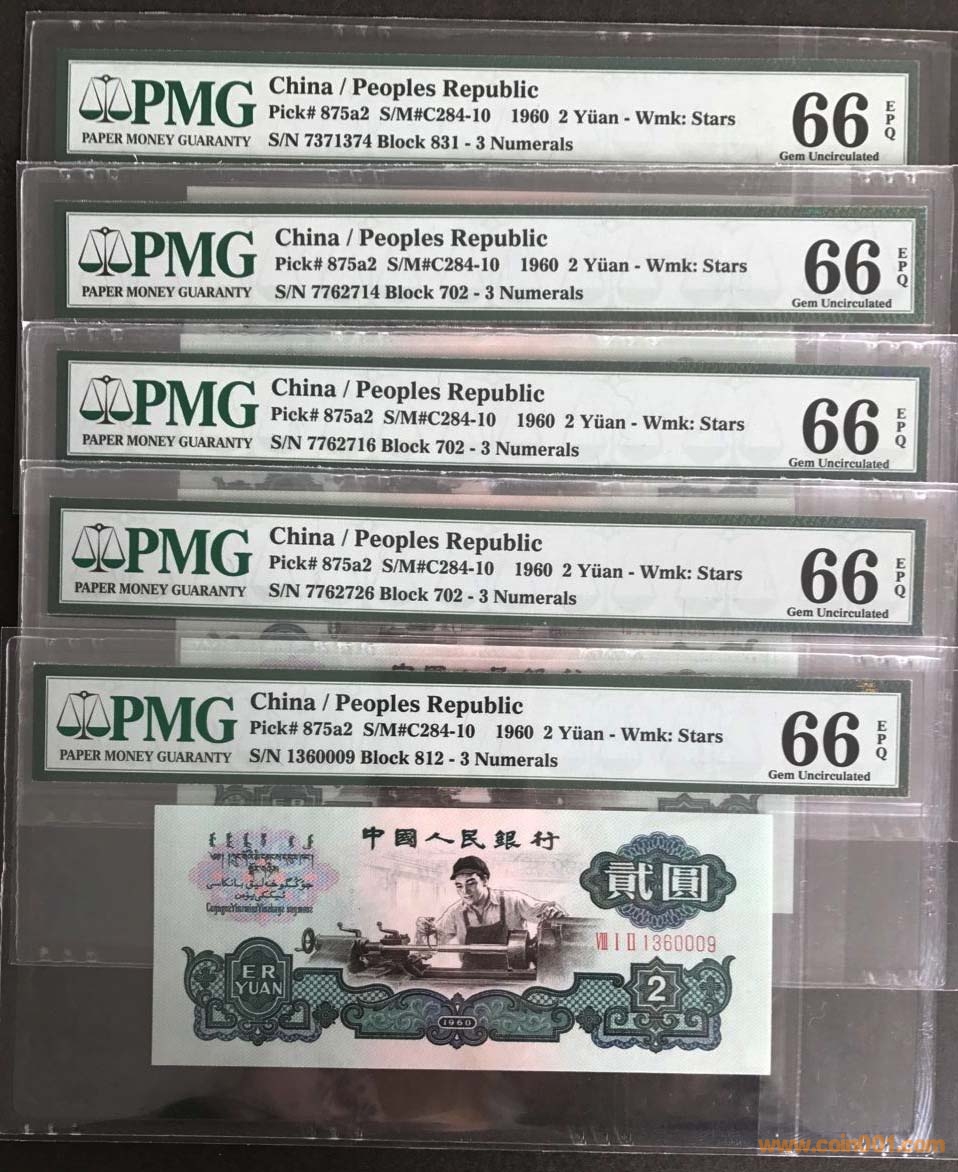 PMG
PAPER MONEY GUARANTY
China / Peoples Republic
Pick# 875a2 S/M#C284-10 1960 2 Yüan - Wmk: Stars
S/N 7371374 Block 831 - 3 Numerals
66
EPQ
Gem Uncirculated
PMG
PAPER MONEY GUARANTY
China / Peoples Republic
Pick# 875a2 S/M#C284-10 1960 2 Yüan - Wmk: Stars
S/N 7762714 Block 702 - 3 Numerals
66
EPQ
Gem Uncirculated
PMG
PAPER MONEY GUARANTY
China / Peoples Republic
Pick# 875a2 S/M#C284-10 1960 2 Yüan - Wmk: Stars
S/N 7762716 Block 702 - 3 Numerals
66
EPQ
Gem Uncirculated
PMG
PAPER MONEY GUARANTY
China / Peoples Republic
Pick# 875a2 S/M#C284-10 1960 2 Yüan - Wmk: Stars
S/N 7762726 Block 702 - 3 Numerals
66
EPQ
Gem Uncirculated
PMG
PAPER MONEY GUARANTY
China / Peoples Republic
Pick# 875a2 S/M#C284-10 1960 2 Yüan - Wmk: Stars
S/N 1360009 Block 812 - 3 Numerals
66
EPQ
Gem Uncirculated
中國人民銀行
貳圓
VIII I II 1360009
ER
YUAN
2
1960
www.coin001.com